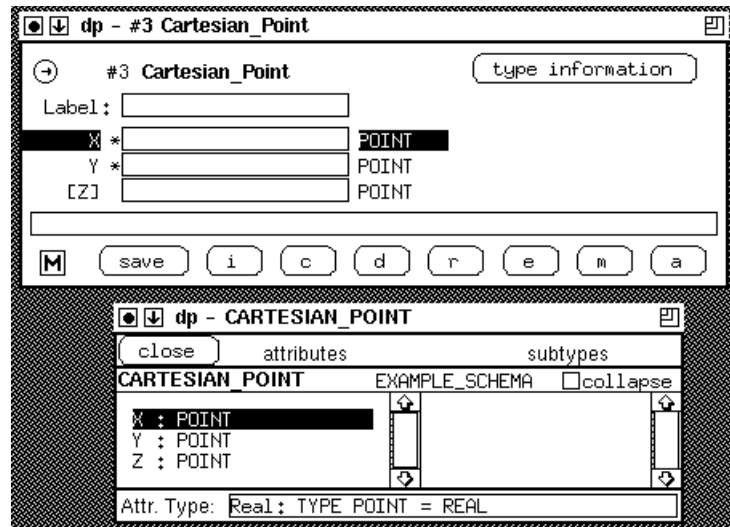 dp - #3 Cartesian_Point
#3 Cartesian_Point
type information
Label:
X * POINT
Y * POINT
[Z] POINT
M save i c d r e m a
dp - CARTESIAN_POINT
close attributes subtypes
CARTESIAN_POINT EXAMPLE_SCHEMA collapse
X : POINT
Y : POINT
Z : POINT
Attr. Type: Real: TYPE POINT = REAL